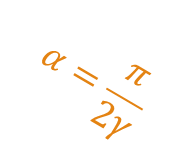 α = π/2γ